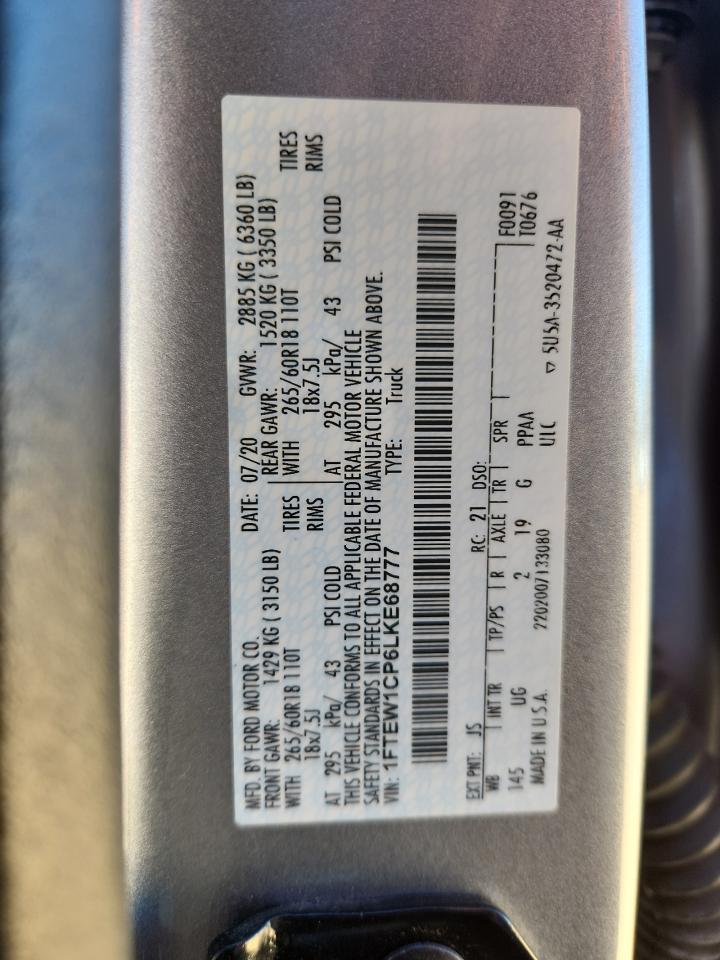 MFD. BY FORD MOTOR CO. DATE: 07/20 GVWR: 2885 KG ( 6360 LB)
FRONT GAWR: 1429 KG ( 3150 LB) REAR GAWR: 1520 KG ( 3350 LB)
WITH 265/60R18 110T TIRES WITH 265/60R18 110T TIRES
18x7.5J RIMS 18x7.5J RIMS
AT 295 kPa/ 43 PSI COLD AT 295 kPa/ 43 PSI COLD
THIS VEHICLE CONFORMS TO ALL APPLICABLE FEDERAL MOTOR VEHICLE
SAFETY STANDARDS IN EFFECT ON THE DATE OF MANUFACTURE SHOWN ABOVE.
VIN: 1FTEW1CP6LKE68777 TYPE: Truck
EXT PNT: JS RC: 21 DSO: F0091
WB INT TR TP/PS R AXLE TR SPR T0676
145 UG 2 19 G PPAA
MADE IN U.S.A. 2202007133080 UIC ▽ 5U5A-3520472-AA